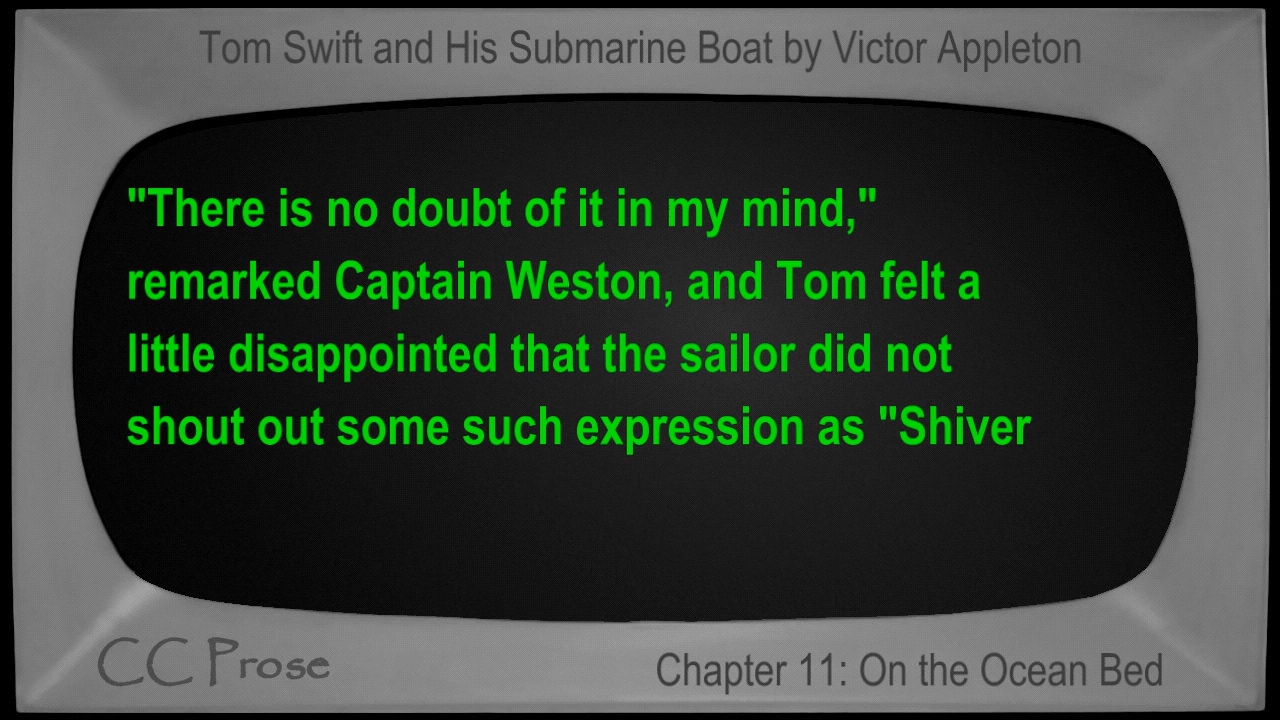 Tom Swift and His Submarine Boat by Victor Appleton
"There is no doubt of it in my mind,"
remarked Captain Weston, and Tom felt a
little disappointed that the sailor did not
shout out some such expression as "Shiver
CC Prose
Chapter 11: On the Ocean Bed